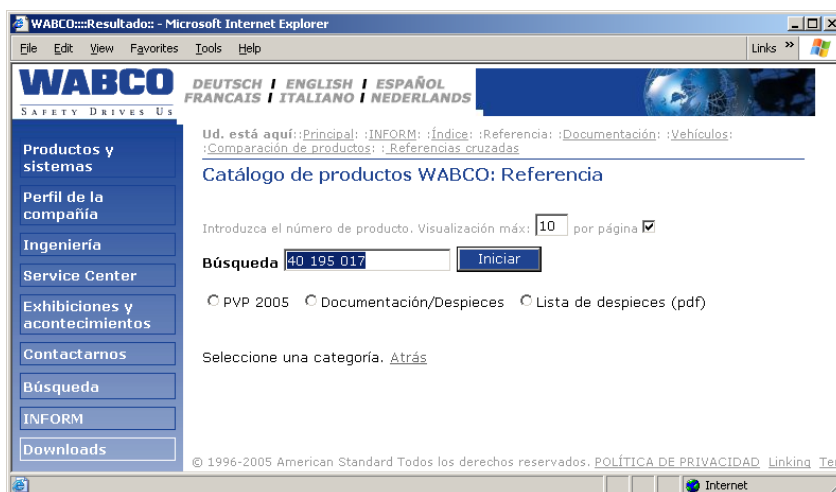 WABCO::::Resultado:: - Microsoft Internet Explorer
File Edit View Favorites Tools Help Links »
WABCO
SAFETY DRIVES US
DEUTSCH I ENGLISH I ESPAÑOL
FRANCAIS I ITALIANO I NEDERLANDS
Ud. está aquí::Principal: :INFORM: :Índice: :Referencia: :Documentación: :Vehículos:
:Comparación de productos: : Referencias cruzadas
Catálogo de productos WABCO: Referencia
Introduzca el número de producto. Visualización máx: 10 por página
Búsqueda 40 195 017 Iniciar
PVP 2005 Documentación/Despieces Lista de despieces (pdf)
Seleccione una categoría. Atrás
Productos y
sistemas
Perfil de la
compañía
Ingeniería
Service Center
Exhibiciones y
acontecimientos
Contactarnos
Búsqueda
INFORM
Downloads
© 1996-2005 American Standard Todos los derechos reservados. POLÍTICA DE PRIVACIDAD Linking Te
Internet